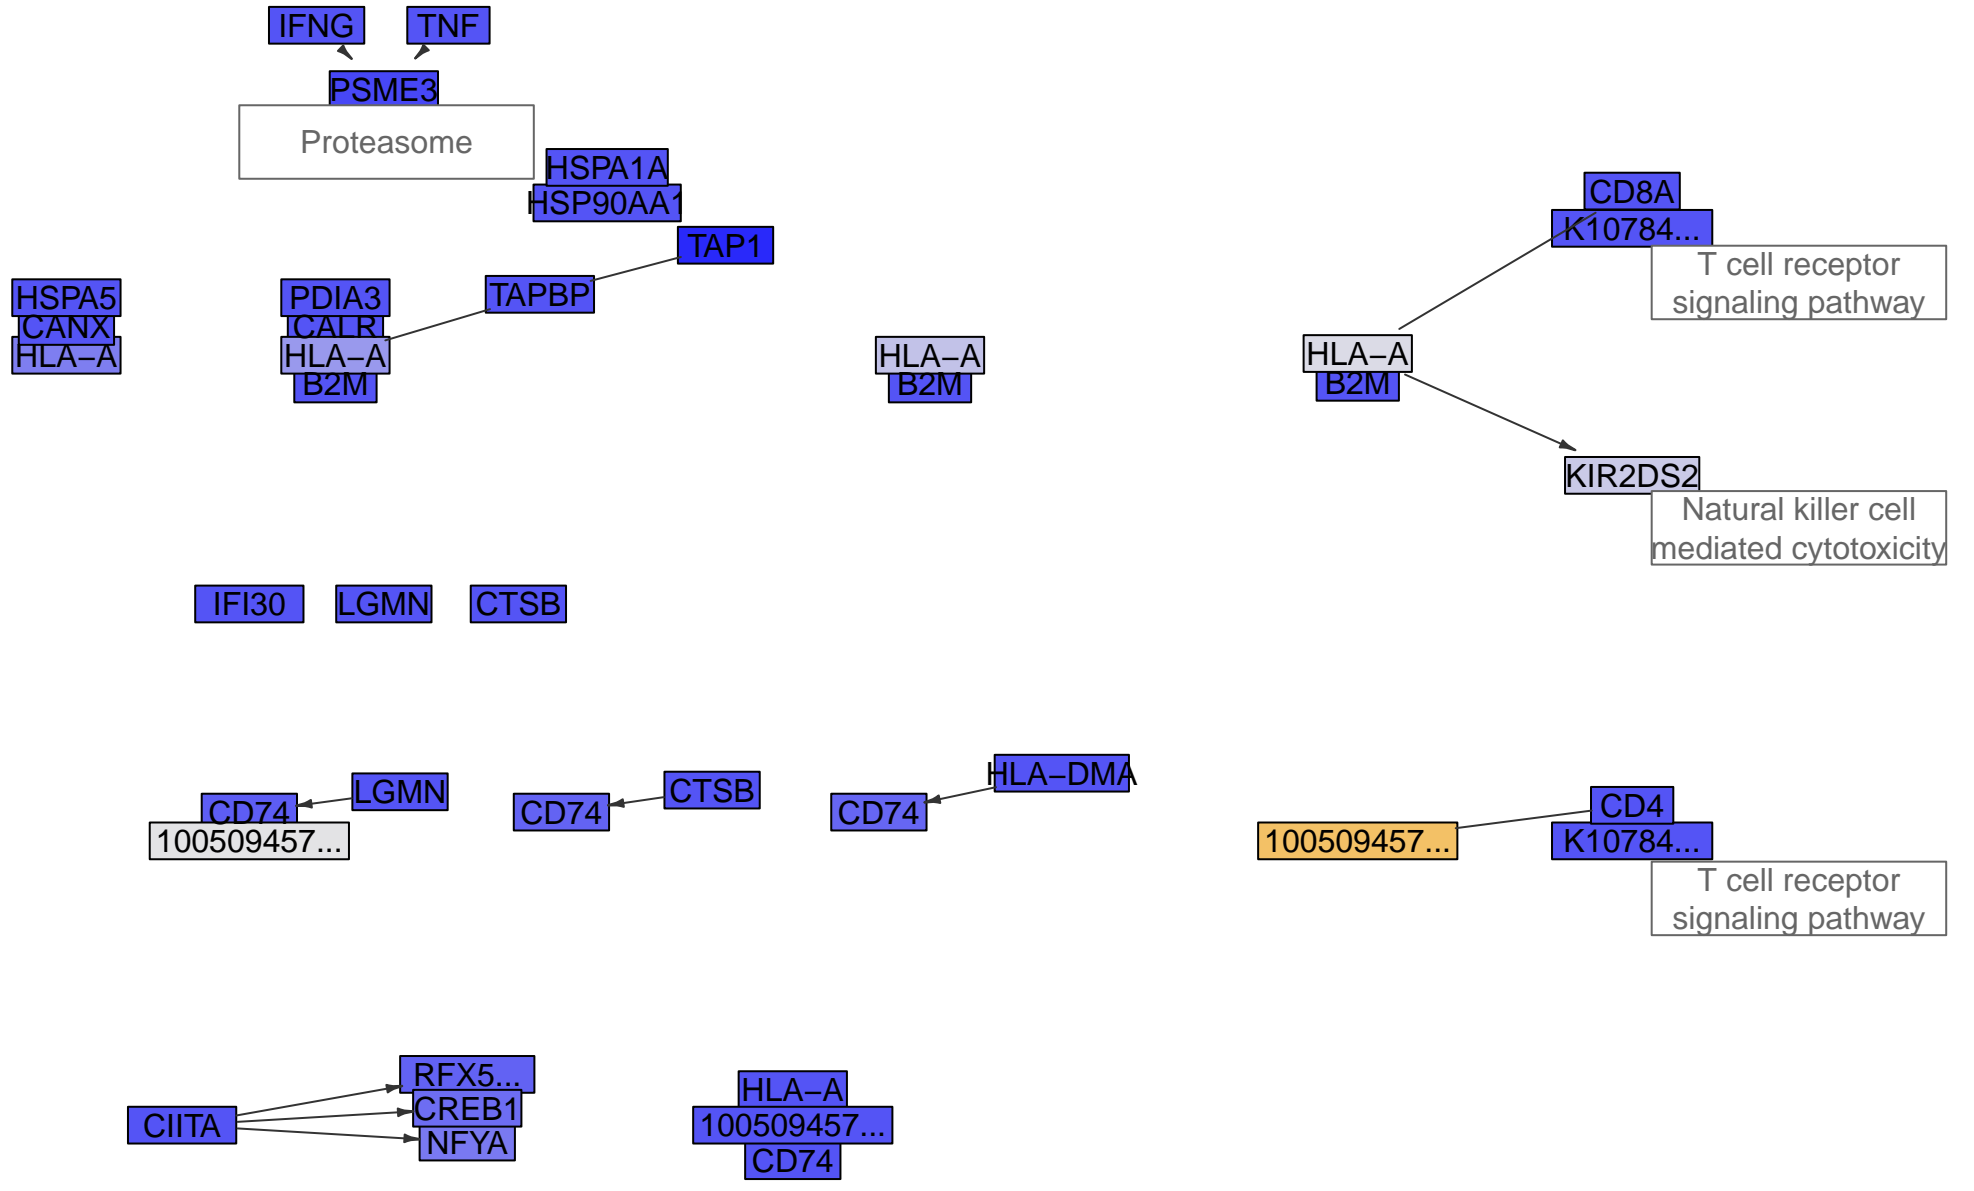 IFNG
TNF
PSME3
Proteasome
HSPA1A
HSP90AA1
TAP1
TAPBP
HSPA5
CANX
HLA−A
PDIA3
CALR
HLA−A
B2M
HLA−A
B2M
HLA−A
B2M
CD8A
K10784...
T cell receptor
signaling pathway
KIR2DS2
Natural killer cell
mediated cytotoxicity
IFI30
LGMN
CTSB
LGMN
CD74
100509457...
CTSB
CD74
HLA−DMA
CD74
100509457...
CD4
K10784...
T cell receptor
signaling pathway
CIITA
RFX5...
CREB1
NFYA
HLA−A
100509457...
CD74